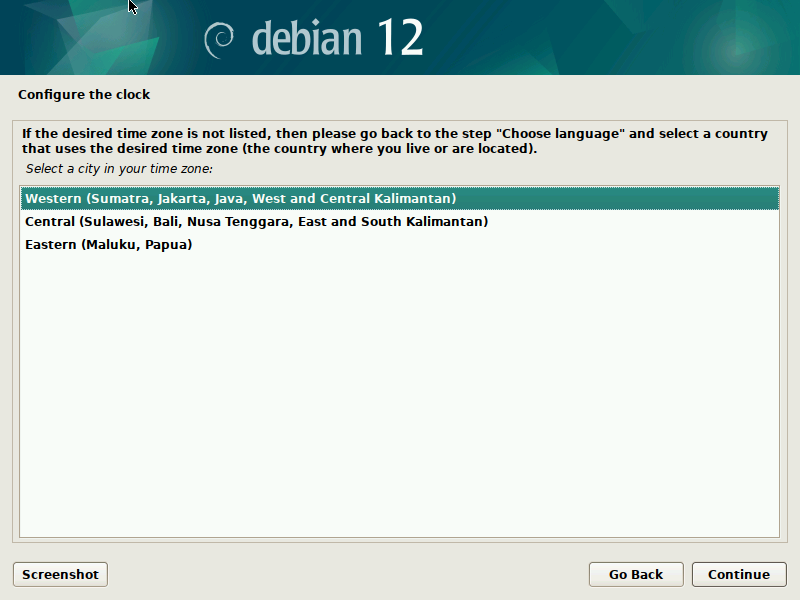 debian 12
Configure the clock
If the desired time zone is not listed, then please go back to the step "Choose language" and select a country
that uses the desired time zone (the country where you live or are located).
Select a city in your time zone:
Western (Sumatra, Jakarta, Java, West and Central Kalimantan)
Central (Sulawesi, Bali, Nusa Tenggara, East and South Kalimantan)
Eastern (Maluku, Papua)
Screenshot
Go Back
Continue